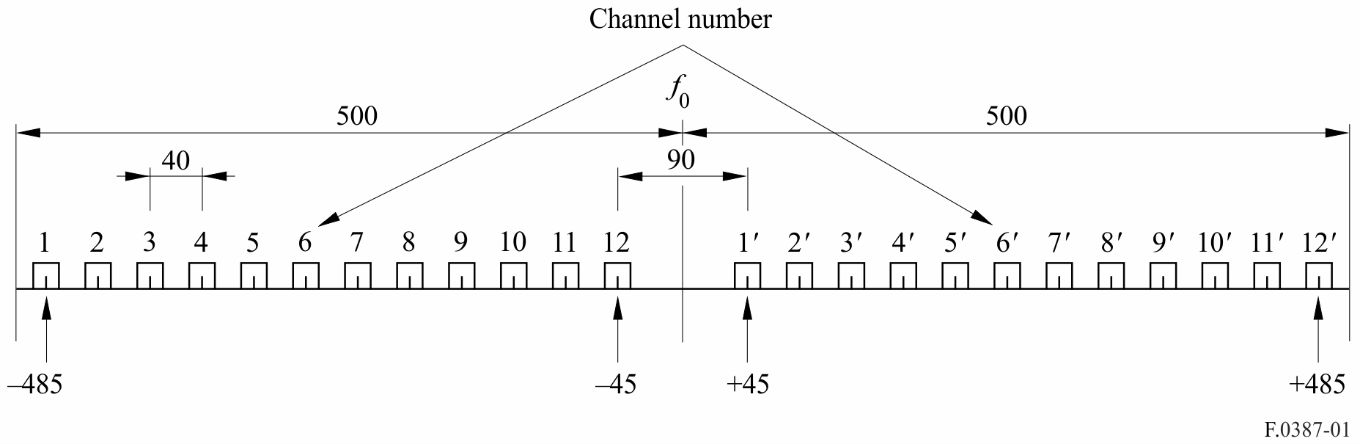 Channel number
f0
500 500
40 90
1 2 3 4 5 6 7 8 9 10 11 12 1′ 2′ 3′ 4′ 5′ 6′ 7′ 8′ 9′ 10′ 11′ 12′
–485 –45 +45 +485
F.0387-01